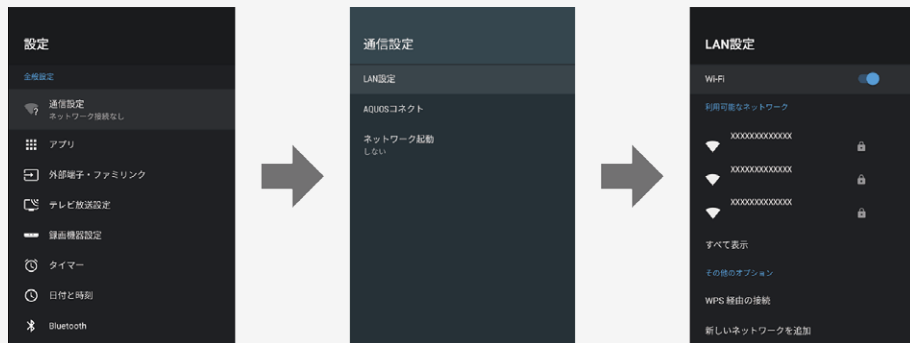 設定
全般設定
通信設定
ネットワーク接続なし
アプリ
外部端子・ファミリンク
テレビ放送設定
録画機器設定
タイマー
日付と時刻
Bluetooth
通信設定
LAN設定
AQUOSコネクト
ネットワーク起動
しない
LAN設定
Wi-Fi
利用可能なネットワーク
XXXXXXXXXXXX
XXXXXXXXXXXX
XXXXXXXXXXXX
すべて表示
その他のオプション
WPS 経由の接続
新しいネットワークを追加